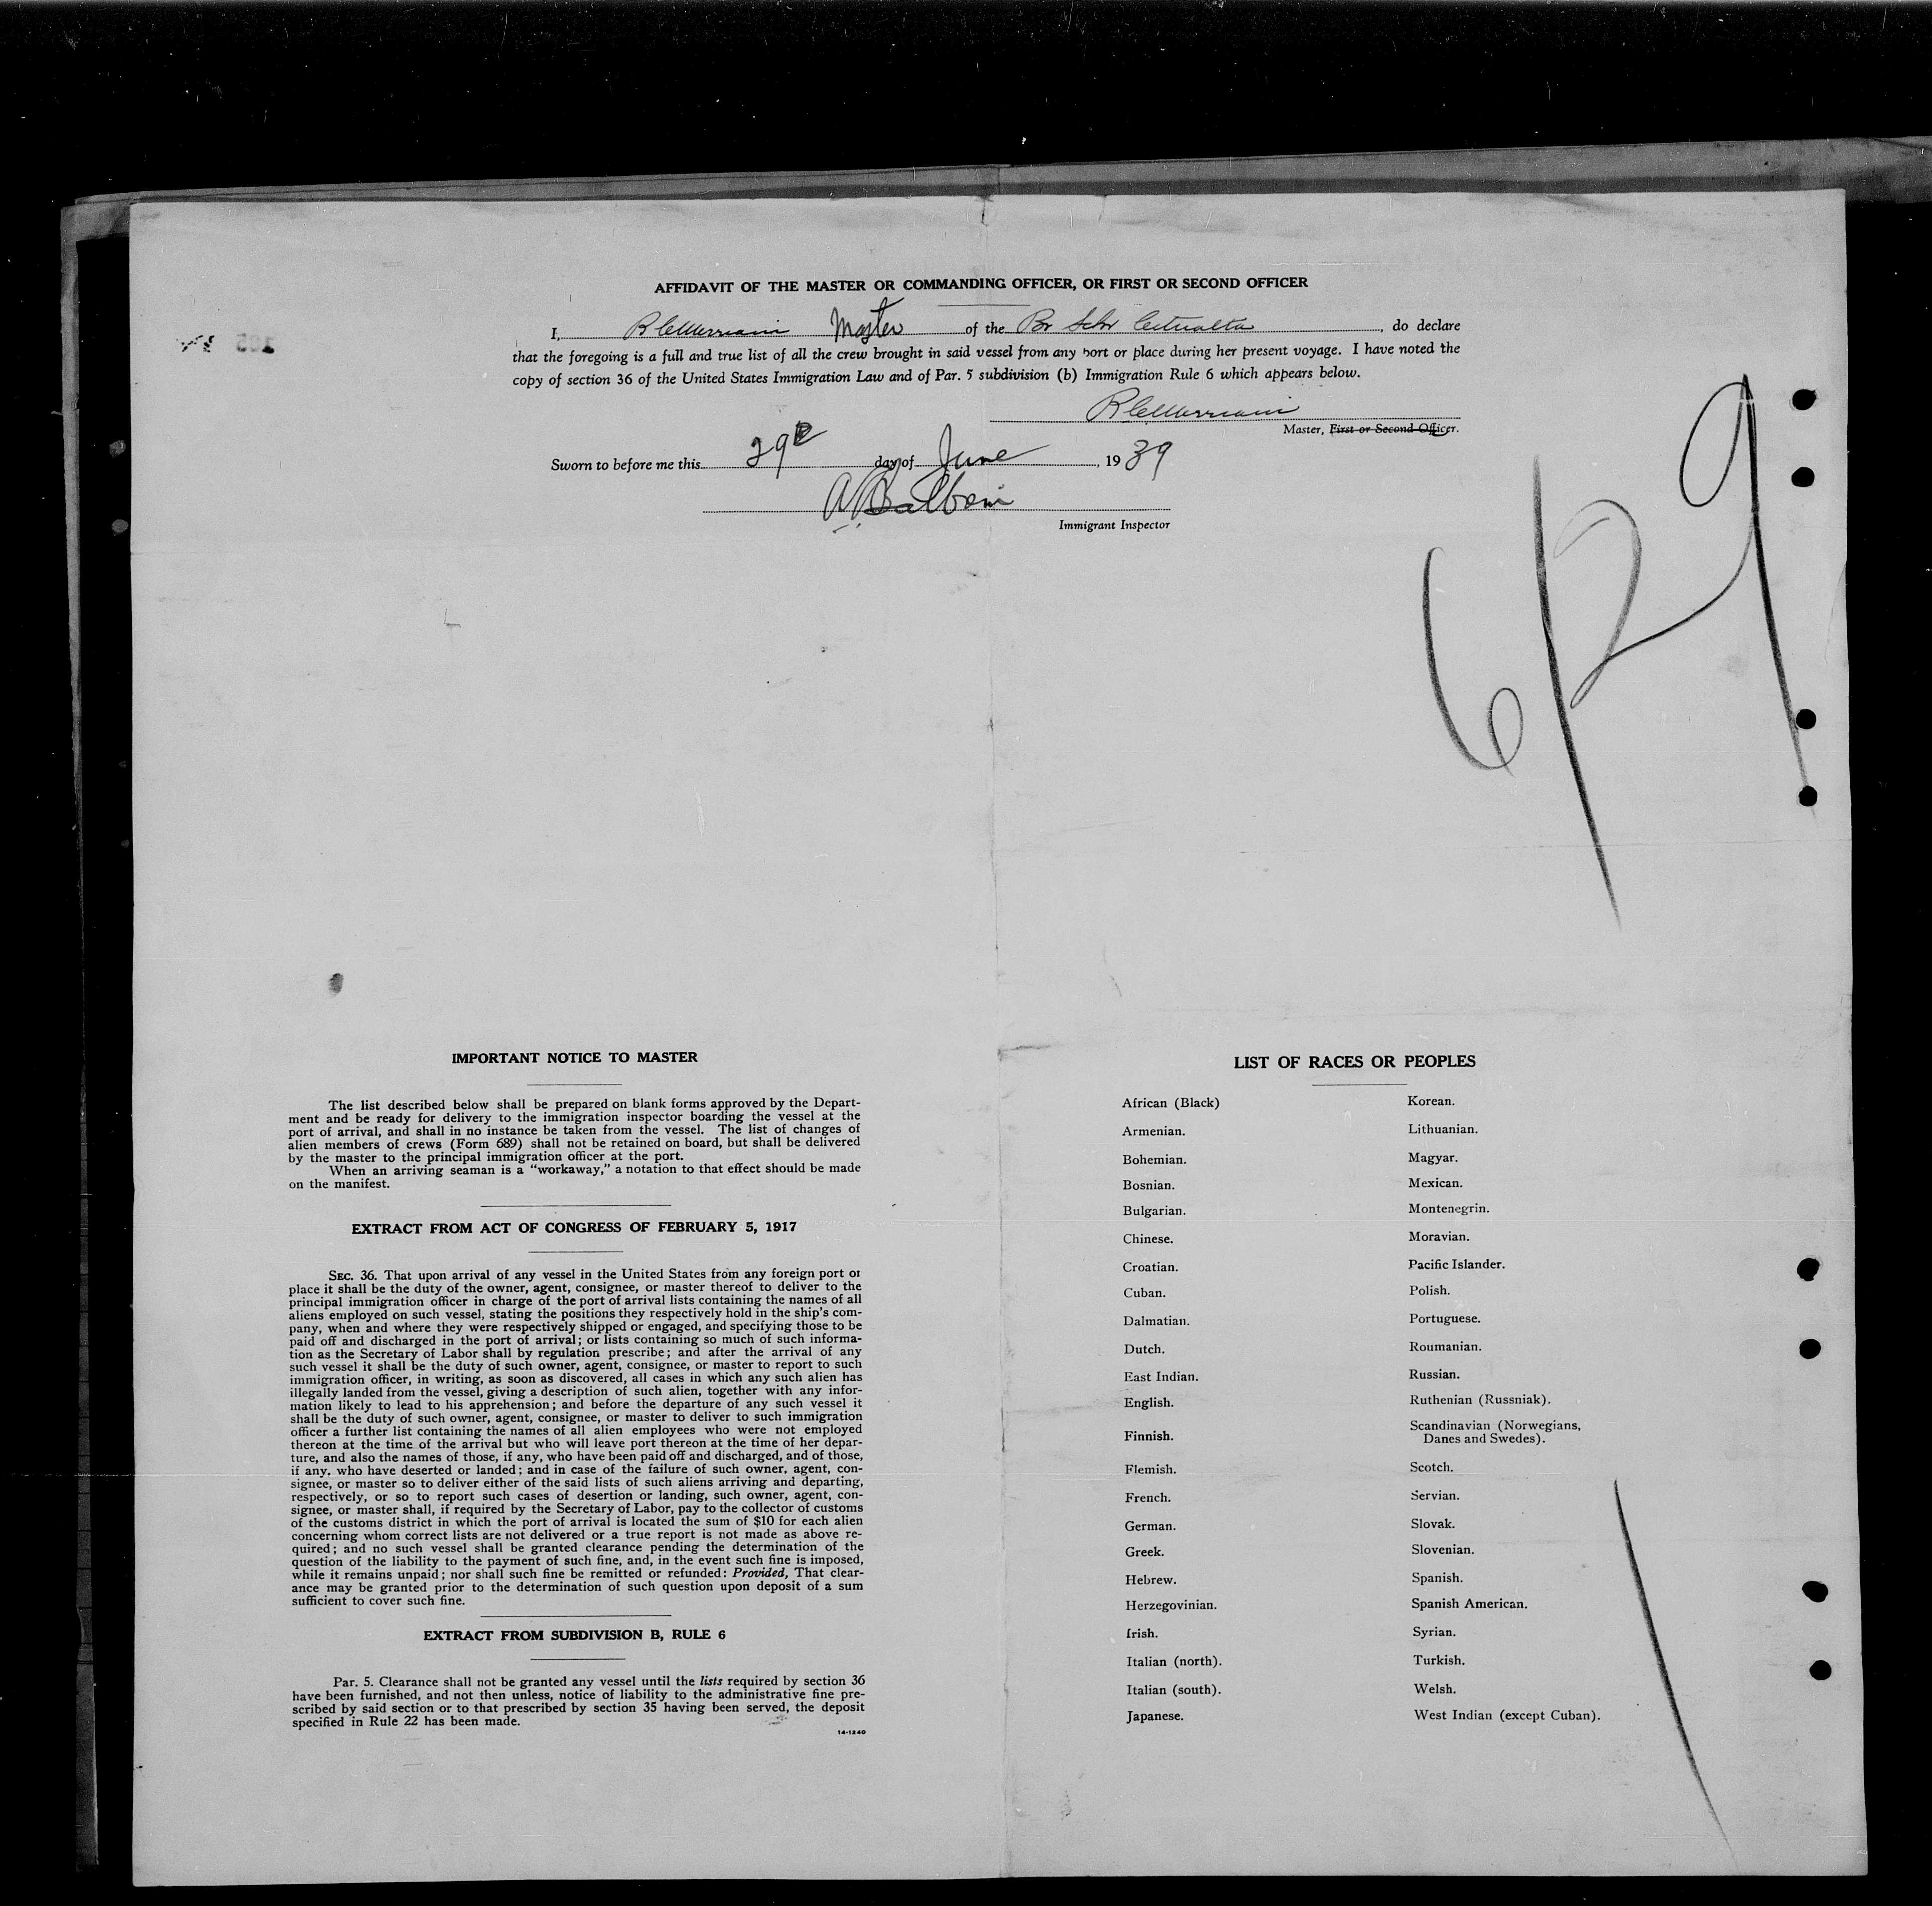 AFFIDAVIT OF THE MASTER OR COMMANDING OFFICER, OR FIRST OR SECOND OFFICER
I, Master of the Br Schr , do declare
that the foregoing is a full and true list of all the crew brought in said vessel from any port or place during her present voyage. I have noted the
copy of section 36 of the United States Immigration Law and of Par. 5 subdivision (b) Immigration Rule 6 which appears below.
Master, First or Second Officer.
Sworn to before me this 29 day of June, 1939
Immigrant Inspector
6/29
IMPORTANT NOTICE TO MASTER
The list described below shall be prepared on blank forms approved by the Depart-
ment and be ready for delivery to the immigration inspector boarding the vessel at the
port of arrival, and shall in no instance be taken from the vessel. The list of changes of
alien members of crews (Form 689) shall not be retained on board, but shall be delivered
by the master to the principal immigration officer at the port.
When an arriving seaman is a "workaway," a notation to that effect should be made
on the manifest.
EXTRACT FROM ACT OF CONGRESS OF FEBRUARY 5, 1917
SEC. 36. That upon arrival of any vessel in the United States from any foreign port or
place it shall be the duty of the owner, agent, consignee, or master thereof to deliver to the
principal immigration officer in charge of the port of arrival lists containing the names of all
aliens employed on such vessel, stating the positions they respectively hold in the ship's com-
pany, when and where they were respectively shipped or engaged, and specifying those to be
paid off and discharged in the port of arrival; or lists containing so much of such informa-
tion as the Secretary of Labor shall by regulation prescribe; and after the arrival of any
such vessel it shall be the duty of such owner, agent, consignee, or master to report to such
immigration officer, in writing, as soon as discovered, all cases in which any such alien has
illegally landed from the vessel, giving a description of such alien, together with any infor-
mation likely to lead to his apprehension; and before the departure of any such vessel it
shall be the duty of such owner, agent, consignee, or master to deliver to such immigration
officer a further list containing the names of all alien employees who were not employed
thereon at the time of the arrival but who will leave port thereon at the time of her depar-
ture, and also the names of those, if any, who have been paid off and discharged, and of those,
if any, who have deserted or landed; and in case of the failure of such owner, agent, con-
signee, or master so to deliver either of the said lists of such aliens arriving and departing,
respectively, or so to report such cases of desertion or landing, such owner, agent, con-
signee, or master shall, if required by the Secretary of Labor, pay to the collector of customs
of the customs district in which the port of arrival is located the sum of $10 for each alien
concerning whom correct lists are not delivered or a true report is not made as above re-
quired; and no such vessel shall be granted clearance pending the determination of the
question of the liability to the payment of such fine, and, in the event such fine is imposed,
while it remains unpaid; nor shall such fine be remitted or refunded: Provided, That clear-
ance may be granted prior to the determination of such question upon deposit of a sum
sufficient to cover such fine.
EXTRACT FROM SUBDIVISION B, RULE 6
Par. 5. Clearance shall not be granted any vessel until the lists required by section 36
have been furnished, and not then unless, notice of liability to the administrative fine pre-
scribed by said section or to that prescribed by section 35 having been served, the deposit
specified in Rule 22 has been made.
14-1240
LIST OF RACES OR PEOPLES
African (Black)
Armenian.
Bohemian.
Bosnian.
Bulgarian.
Chinese.
Croatian.
Cuban.
Dalmatian.
Dutch.
East Indian.
English.
Finnish.
Flemish.
French.
German.
Greek.
Hebrew.
Herzegovinian.
Irish.
Italian (north).
Italian (south).
Japanese.
Korean.
Lithuanian.
Magyar.
Mexican.
Montenegrin.
Moravian.
Pacific Islander.
Polish.
Portuguese.
Roumanian.
Russian.
Ruthenian (Russniak).
Scandinavian (Norwegians,
Danes and Swedes).
Scotch.
Servian.
Slovak.
Slovenian.
Spanish.
Spanish American.
Syrian.
Turkish.
Welsh.
West Indian (except Cuban).